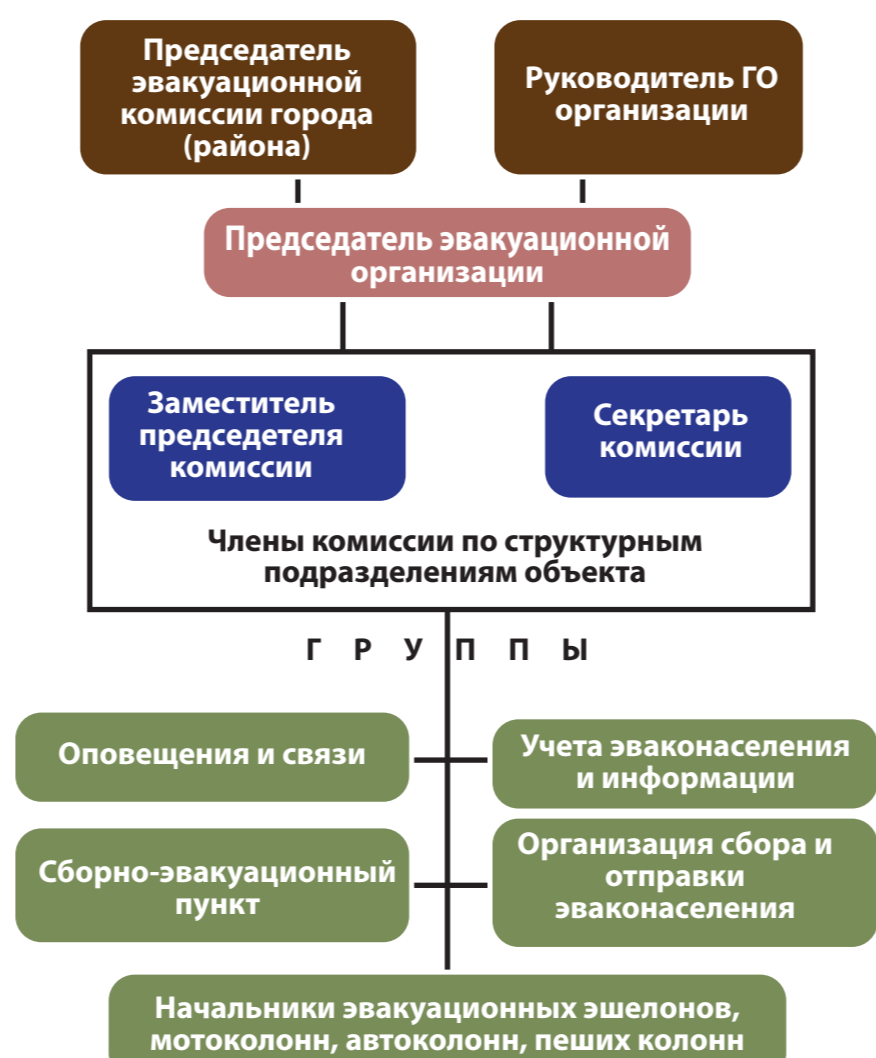 Председатель
эвакуационной
комиссии города
(района)
Руководитель ГО
организации
Председатель эвакуационной
организации
Заместитель
председетеля
комиссии
Секретарь
комиссии
Члены комиссии по структурным
подразделениям объекта
Г Р У П П Ы
Оповещения и связи
Учета эваконаселения
и информации
Сборно-эвакуационный
пункт
Организация сбора и
отправки
эваконаселения
Начальники эвакуационных эшелонов,
мотоколонн, автоколонн, пеших колонн